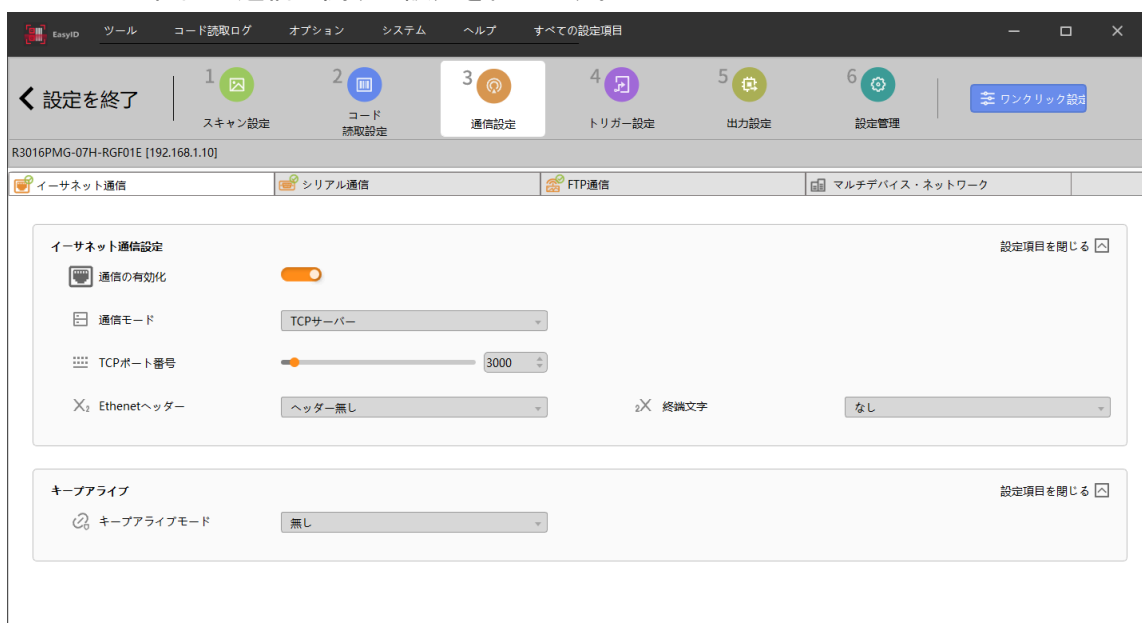 EasyID ツール コード読取ログ オプション システム ヘルプ すべての設定項目
設定を終了
1 スキャン設定
2 コード
読取設定
3 通信設定
4 トリガー設定
5 出力設定
6 設定管理
ワンクリック設定
R3016PMG-07H-RGF01E [192.168.1.10]
イーサネット通信 シリアル通信 FTP通信 マルチデバイス・ネットワーク
イーサネット通信設定 設定項目を閉じる
通信の有効化
通信モード TCPサーバー
TCPポート番号 3000
Ethenetヘッダー ヘッダー無し 終端文字 なし
キープアライブ 設定項目を閉じる
キープアライブモード 無し